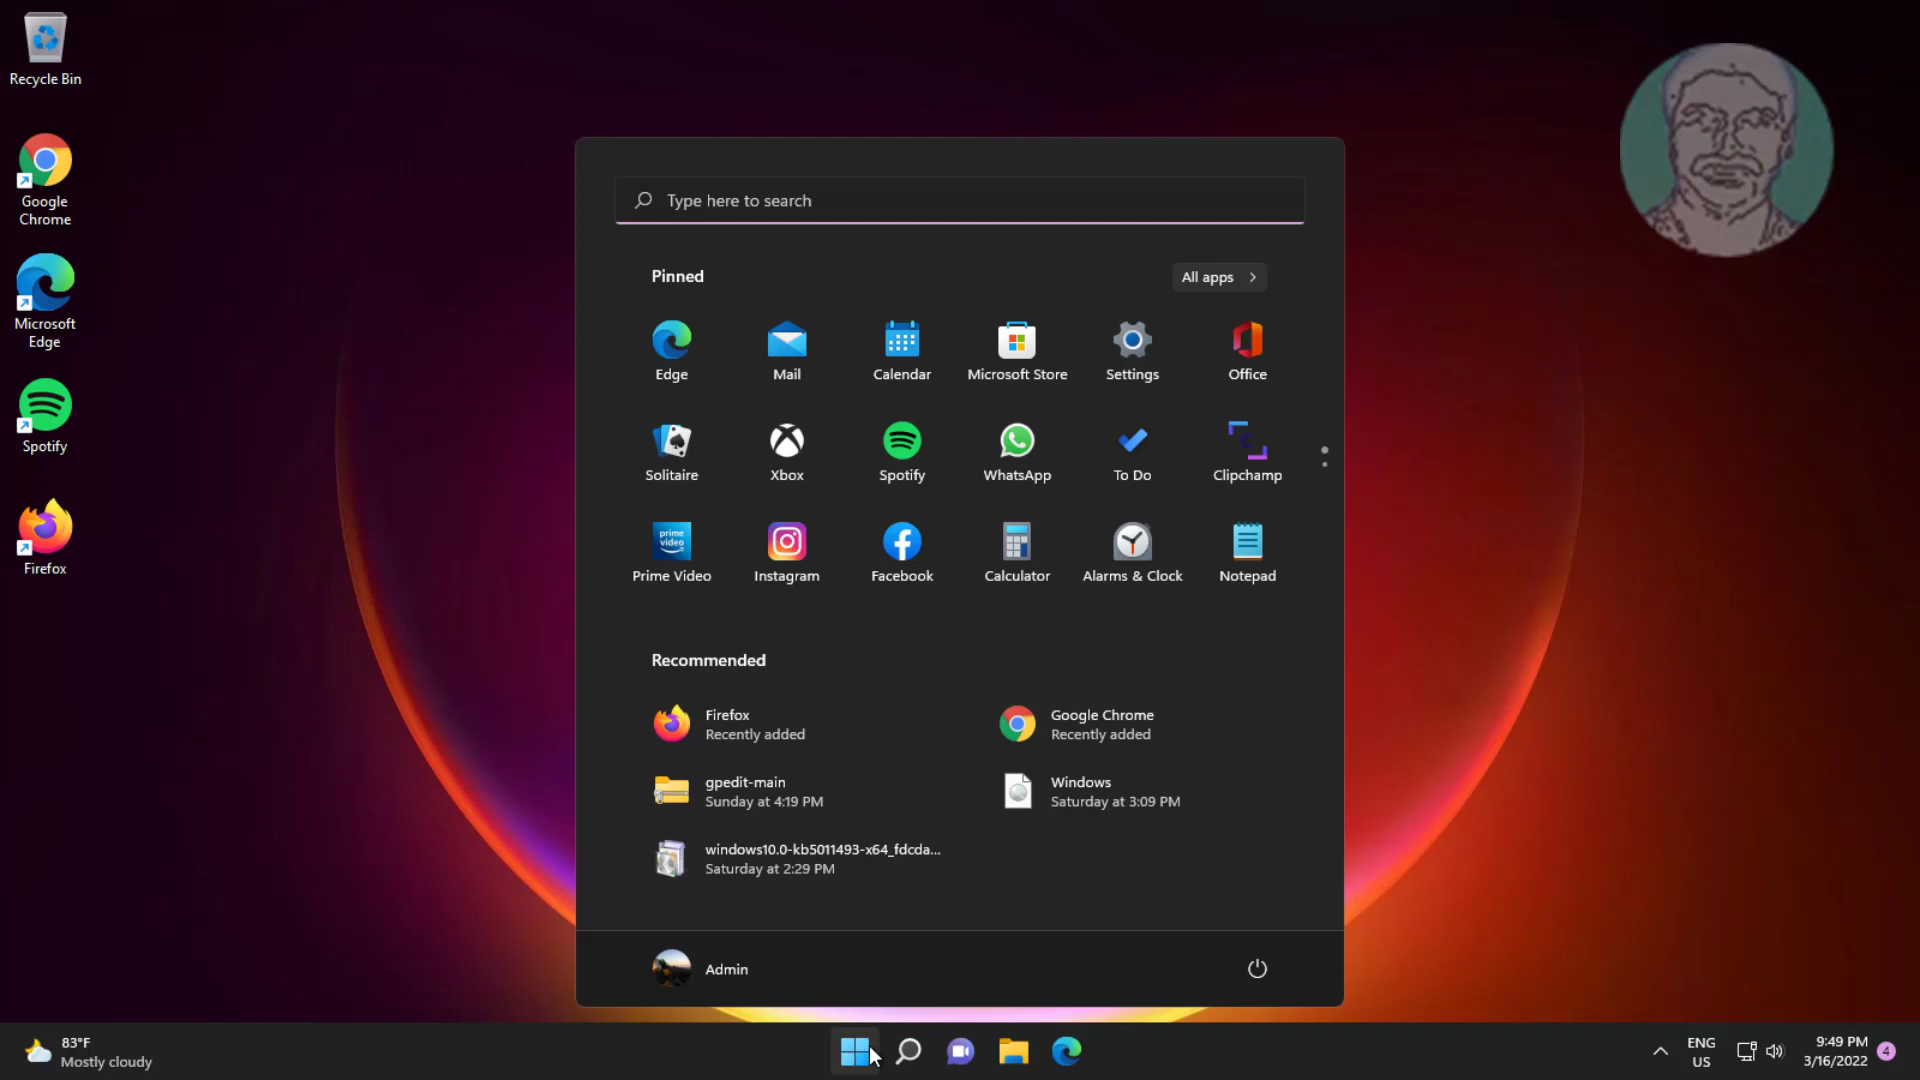 Recycle Bin
Google
Chrome
Microsoft
Edge
Spotify
Firefox
Type here to search
Pinned
All apps
Edge
Mail
Calendar
Microsoft Store
Settings
Office
Solitaire
Xbox
Spotify
WhatsApp
To Do
Clipchamp
prime
video
Prime Video
Instagram
Facebook
Calculator
Alarms & Clock
Notepad
Recommended
Firefox
Recently added
Google Chrome
Recently added
gpedit-main
Sunday at 4:19 PM
Windows
Saturday at 3:09 PM
windows10.0-kb5011493-x64_fdcda...
Saturday at 2:29 PM
Admin
83°F
Mostly cloudy
ENG
US
9:49 PM
3/16/2022
4